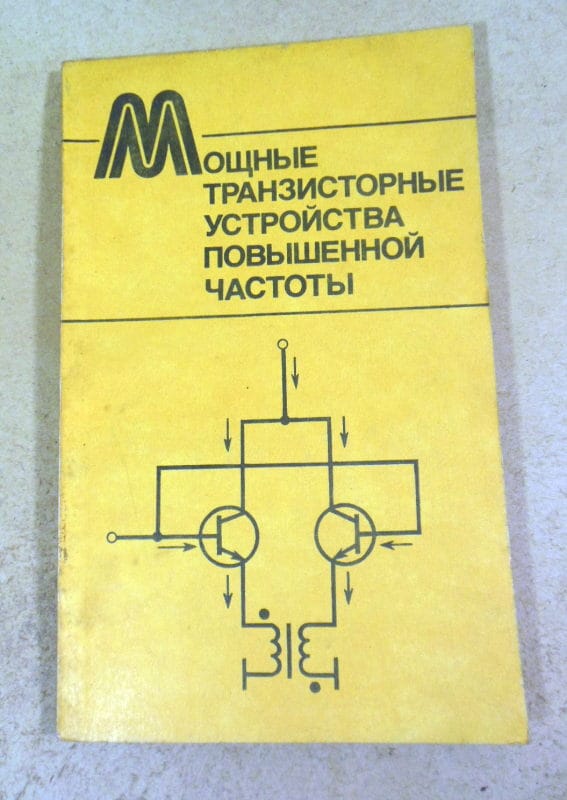 МОЩНЫЕ
ТРАНЗИСТОРНЫЕ
УСТРОЙСТВА
ПОВЫШЕННОЙ
ЧАСТОТЫ